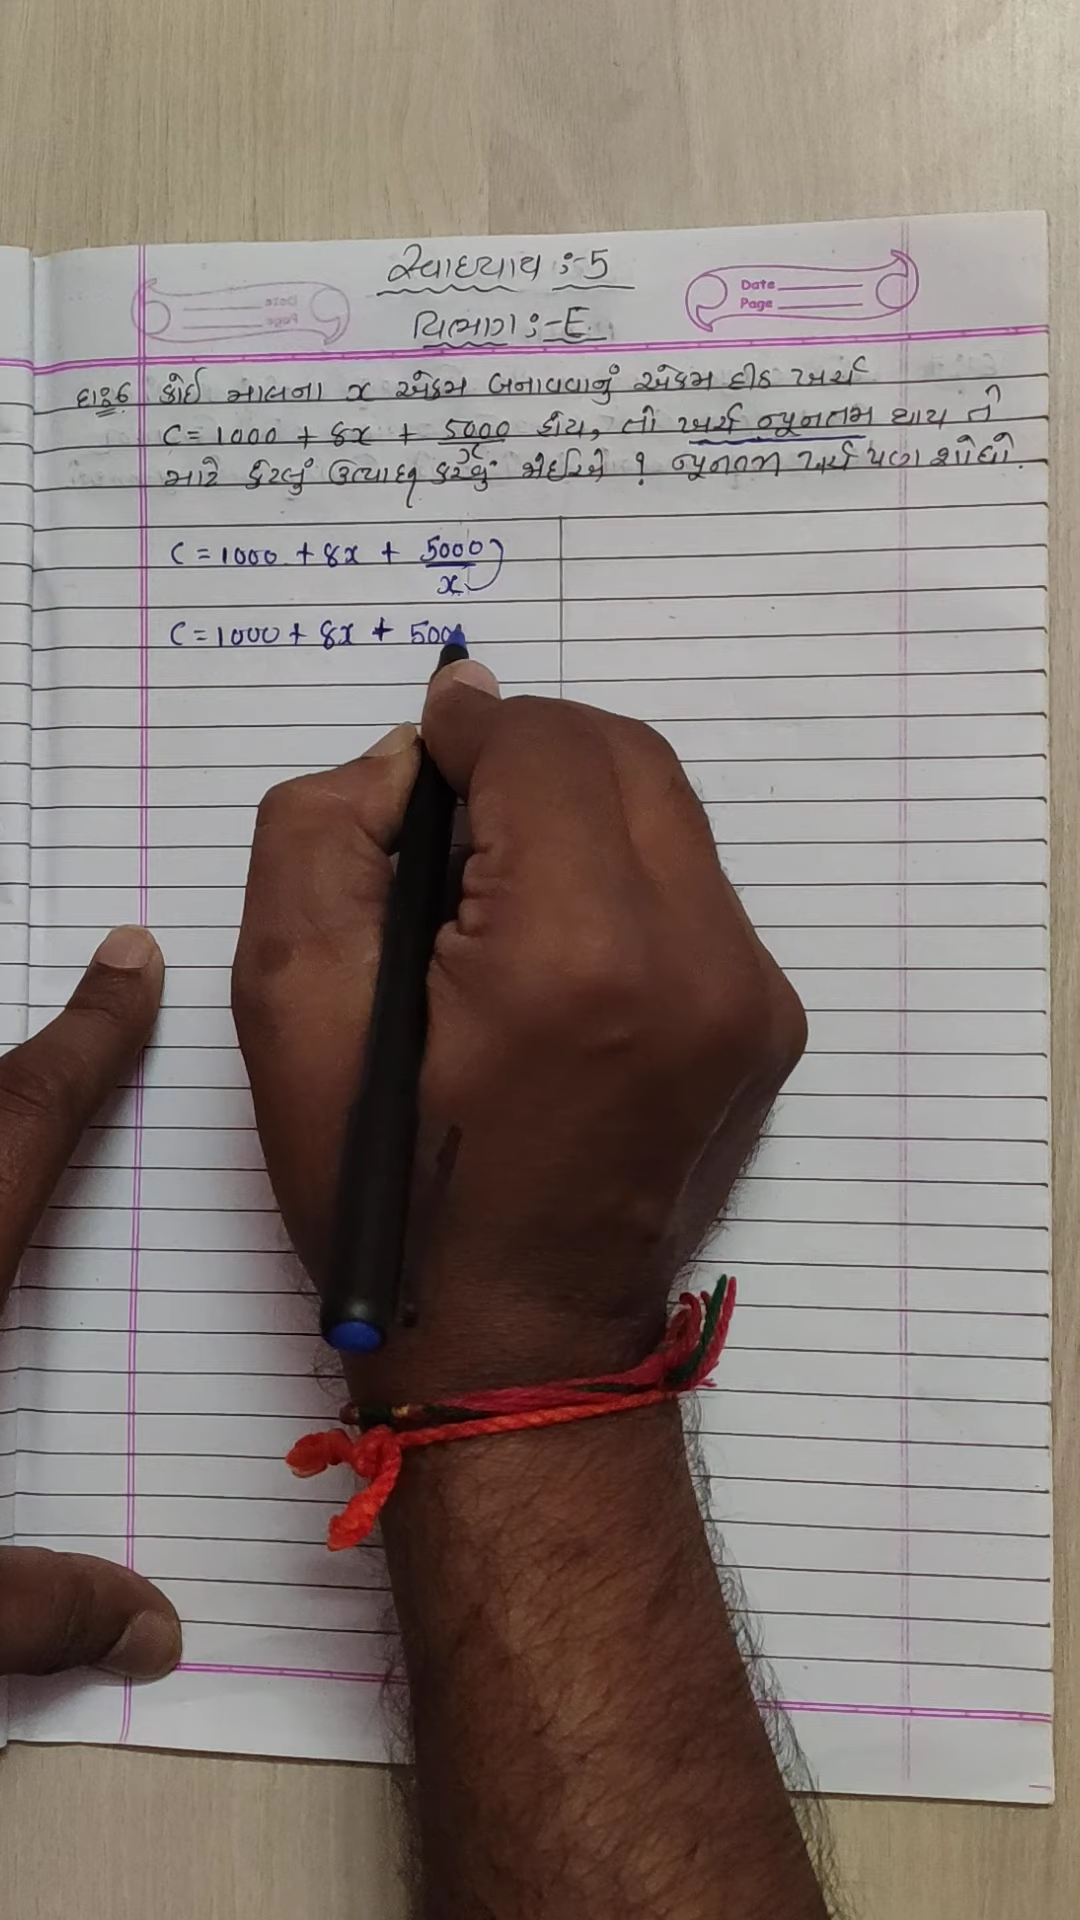 સ્વાધ્યાય :- 5
વિભાગ :- E
Date
Page
દા.6 કોઈ માલના x એકમ બનાવવાનું એકમ દીઠ ખર્ચ
C = 1000 + 8x + 5000/x હોય, તો ખર્ચ ન્યૂનતમ થાય તે
માટે કેટલું ઉત્પાદન કરવું જોઈએ ? ન્યૂનતમ ખર્ચ પણ શોધો.
C = 1000 + 8x + 5000/x
C = 1000 + 8x + 500